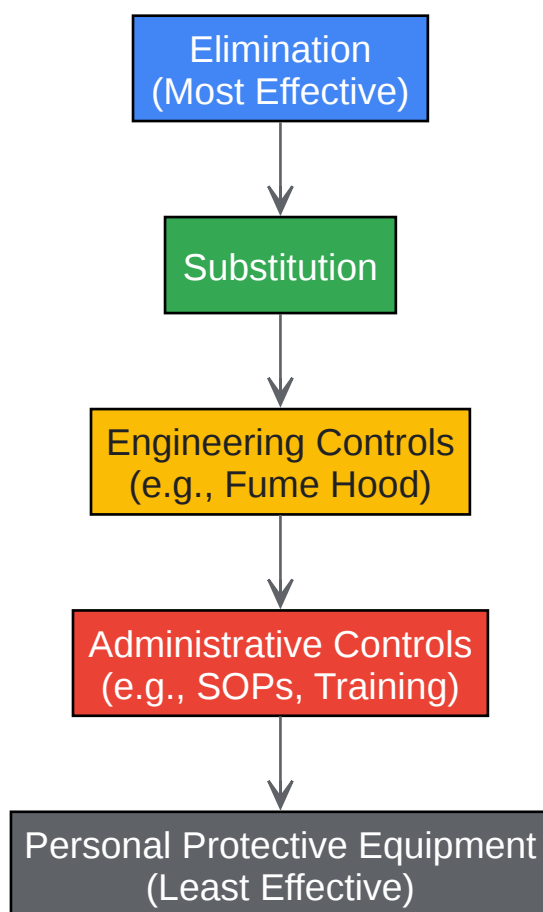 Elimination
(Most Effective)
Substitution
Engineering Controls
(e.g., Fume Hood)
Administrative Controls
(e.g., SOPs, Training)
Personal Protective Equipment
(Least Effective)